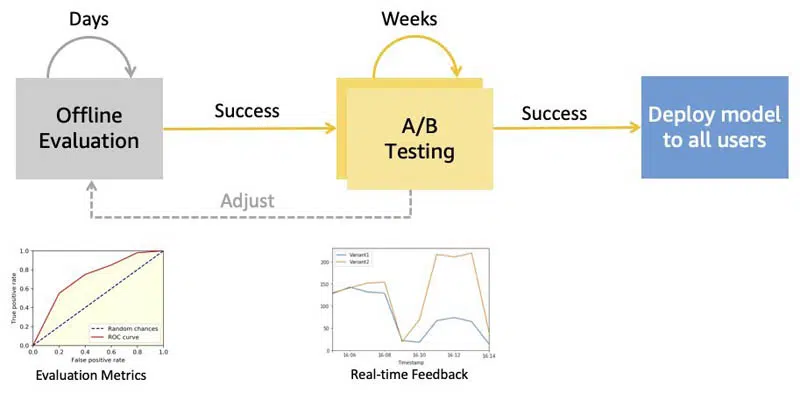 Days
Weeks
Offline
Evaluation
Success
A/B
Testing
Success
Deploy model
to all users
Adjust
1.0
0.8
0.6
0.4
0.2
0.0
True positive rate
Random chances
ROC curve
0.0
0.2
0.4
0.6
0.8
1.0
False positive rate
Evaluation Metrics
Variant1
Variant2
200
150
100
50
0
16-06
16-08
16-10
16-12
16-14
Timestamp
Real-time Feedback